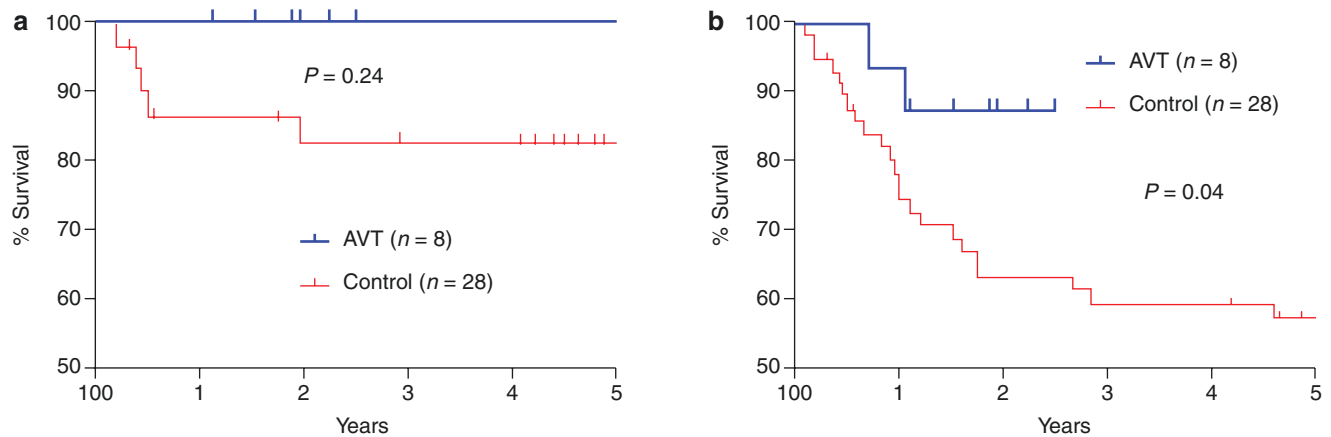 a
100
90
80
70
60
50
% Survival
P = 0.24
AVT (n = 8)
Control (n = 28)
100 1 2 3 4 5
Years
b
100
90
80
70
60
50
% Survival
AVT (n = 8)
Control (n = 28)
P = 0.04
100 1 2 3 4 5
Years